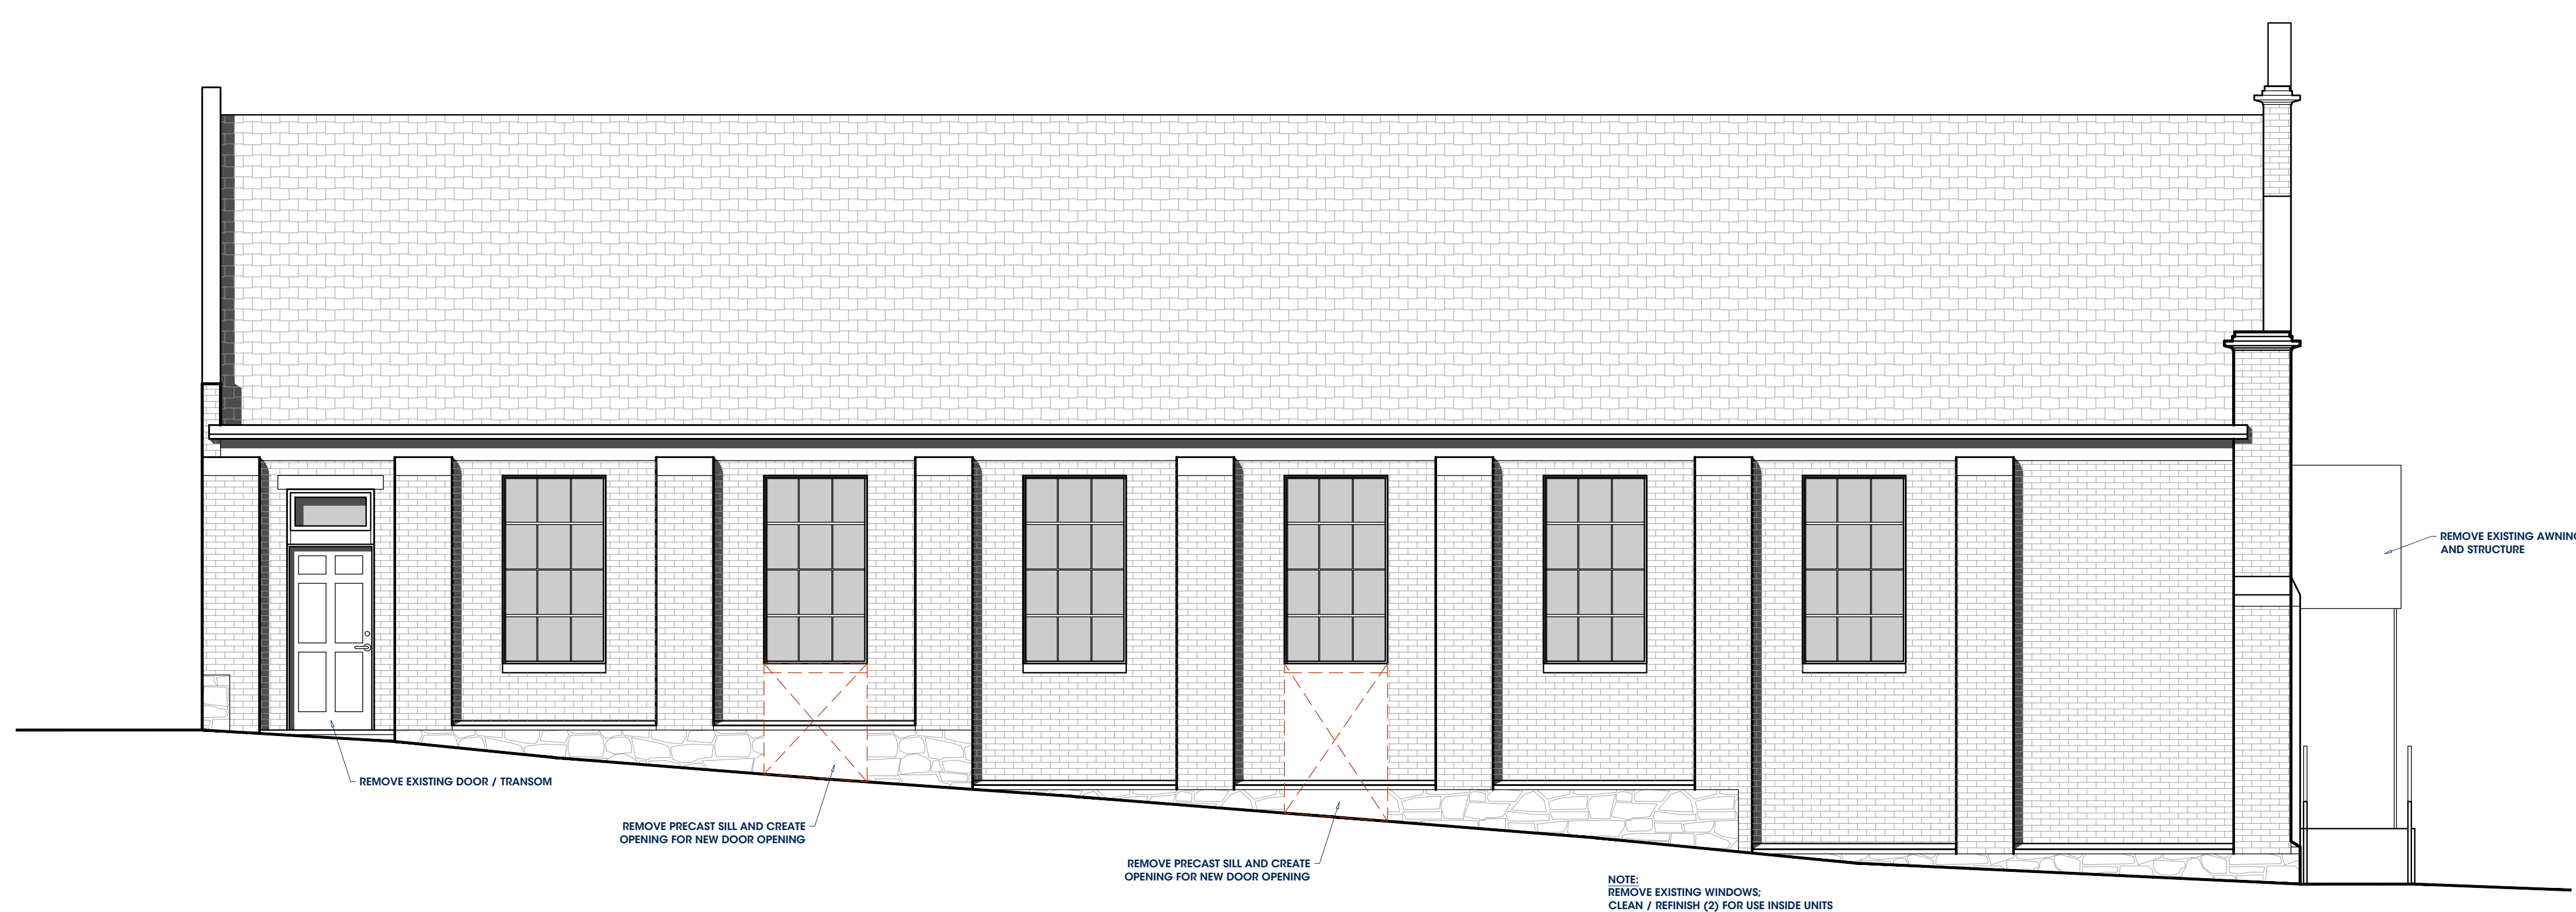 REMOVE EXISTING AWNING
AND STRUCTURE
REMOVE EXISTING DOOR / TRANSOM
REMOVE PRECAST SILL AND CREATE
OPENING FOR NEW DOOR OPENING
REMOVE PRECAST SILL AND CREATE
OPENING FOR NEW DOOR OPENING
NOTE:
REMOVE EXISTING WINDOWS;
CLEAN / REFINISH (2) FOR USE INSIDE UNITS